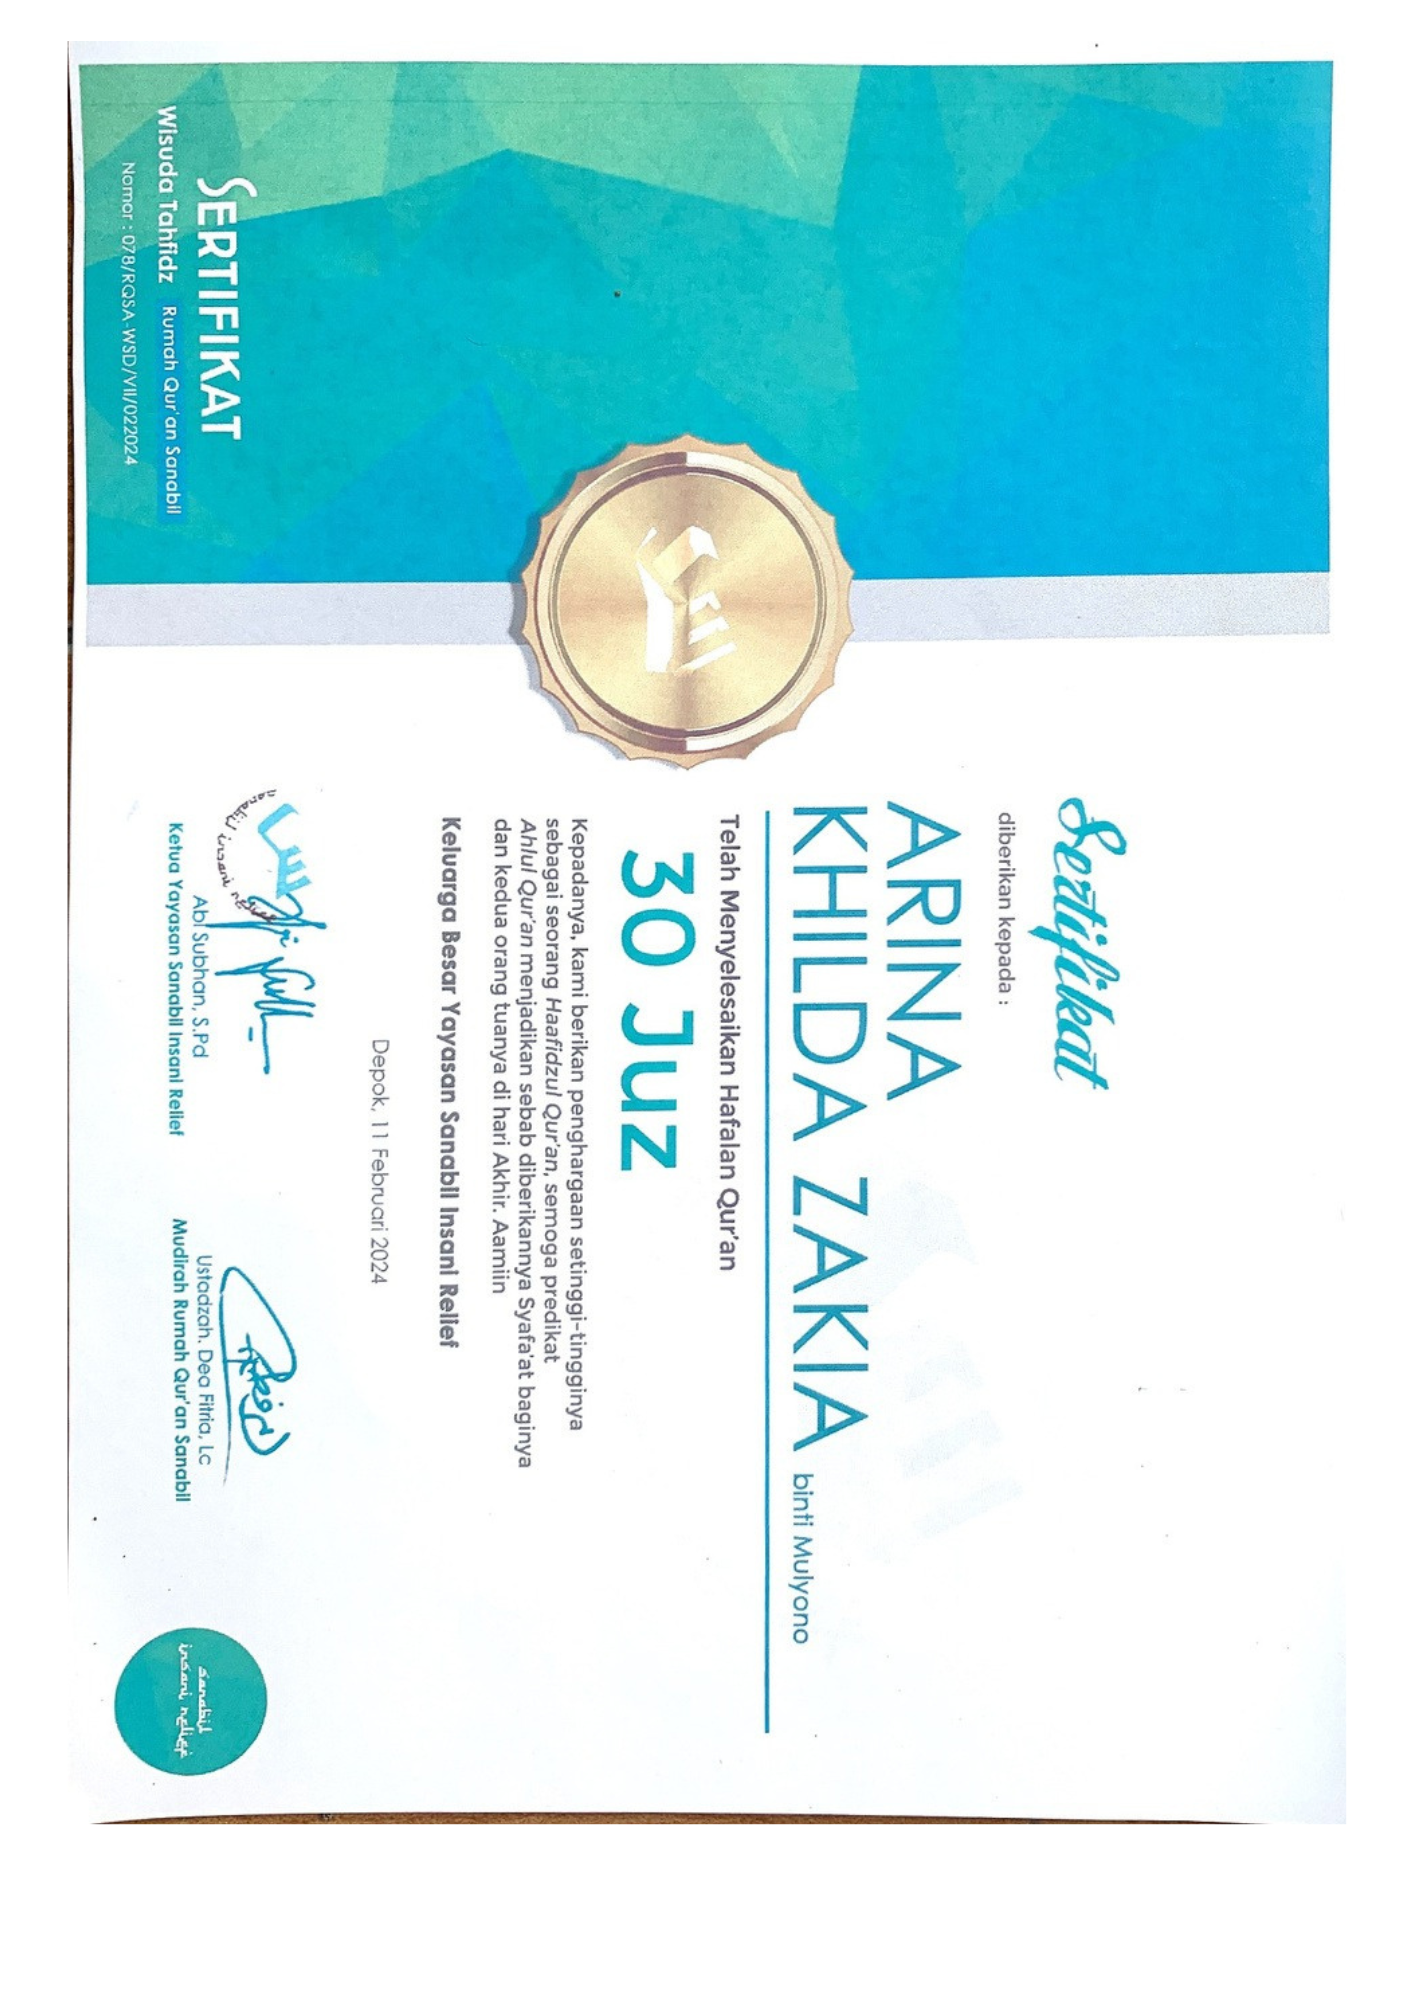 SERTIFIKAT
Wisuda Tahfidz Rumah Qur'an Sanabil
Nomor : 078/RQSA-WSD/VII/022024
Sertifikat
diberikan kepada :
ARINA
KHILDA ZAKIA binti Mulyono
Telah Menyelesaikan Hafalan Qur'an
30 Juz
Kepadanya, kami berikan penghargaan setinggi-tingginya
sebagai seorang Haafidzul Qur'an, semoga predikat
Ahlul Qur'an menjadikan sebab diberikannya Syafa'at baginya
dan kedua orang tuanya di hari Akhir. Aamiin
Keluarga Besar Yayasan Sanabil Insani Relief
Depok, 11 Februari 2024
sanabil insani relief
Abi Subhan, S.Pd
Ketua Yayasan Sanabil Insani Relief
Ustadzah. Dea Fitria, Lc
Mudirah Rumah Qur'an Sanabil
sanabil
insani relief